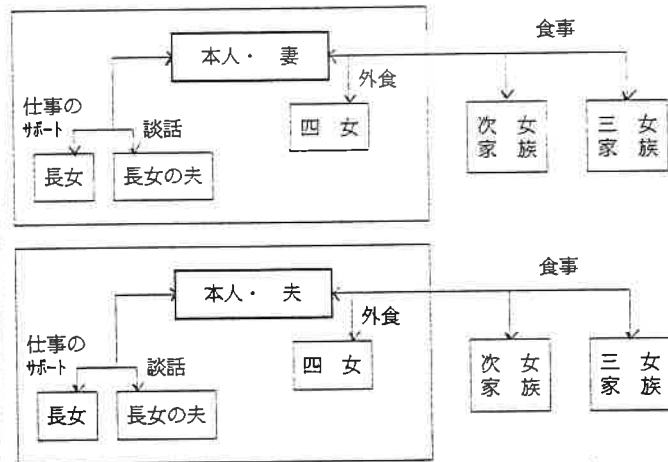 食事
本人・ 妻
外食
仕事の
サポート
談話
四 女
次 女
家 族
三 女
家 族
長女
長女の夫
食事
本人・ 夫
外食
仕事の
サポート
談話
四 女
次 女
家 族
三 女
家 族
長女
長女の夫